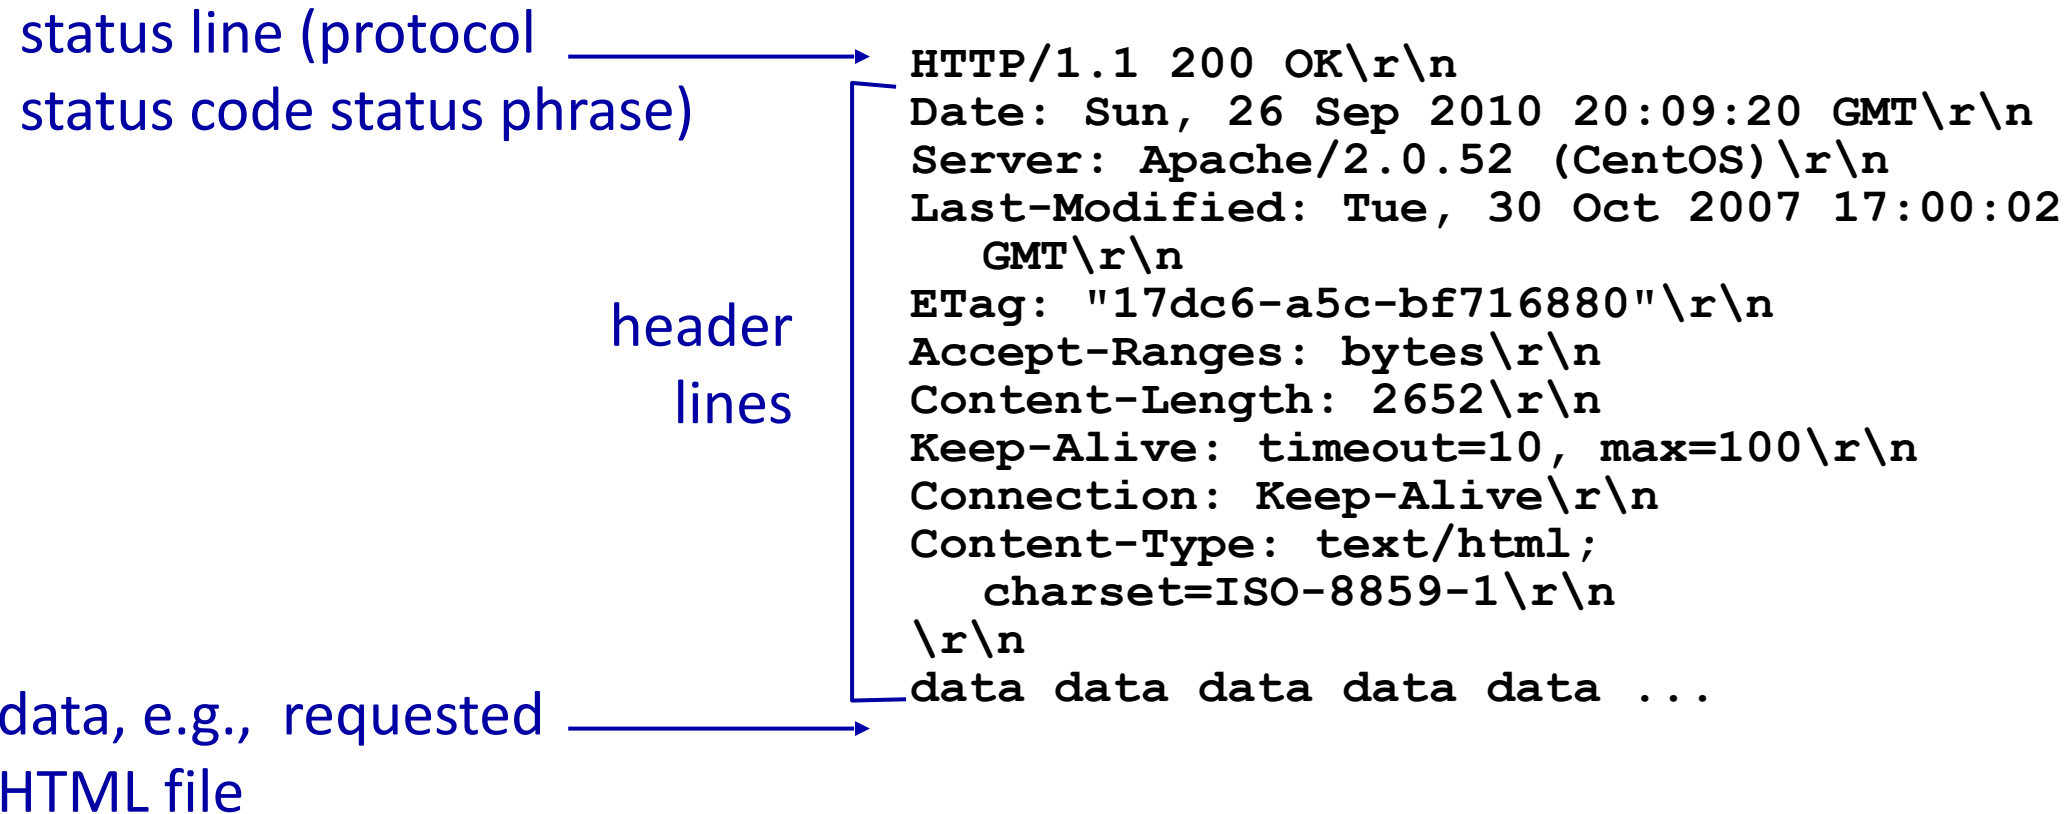 status line (protocol
status code status phrase)
header
lines
data, e.g., requested
HTML file
HTTP/1.1 200 OK\r\n
Date: Sun, 26 Sep 2010 20:09:20 GMT\r\n
Server: Apache/2.0.52 (CentOS)\r\n
Last-Modified: Tue, 30 Oct 2007 17:00:02
GMT\r\n
ETag: "17dc6-a5c-bf716880"\r\n
Accept-Ranges: bytes\r\n
Content-Length: 2652\r\n
Keep-Alive: timeout=10, max=100\r\n
Connection: Keep-Alive\r\n
Content-Type: text/html;
charset=ISO-8859-1\r\n
\r\n
data data data data data ...